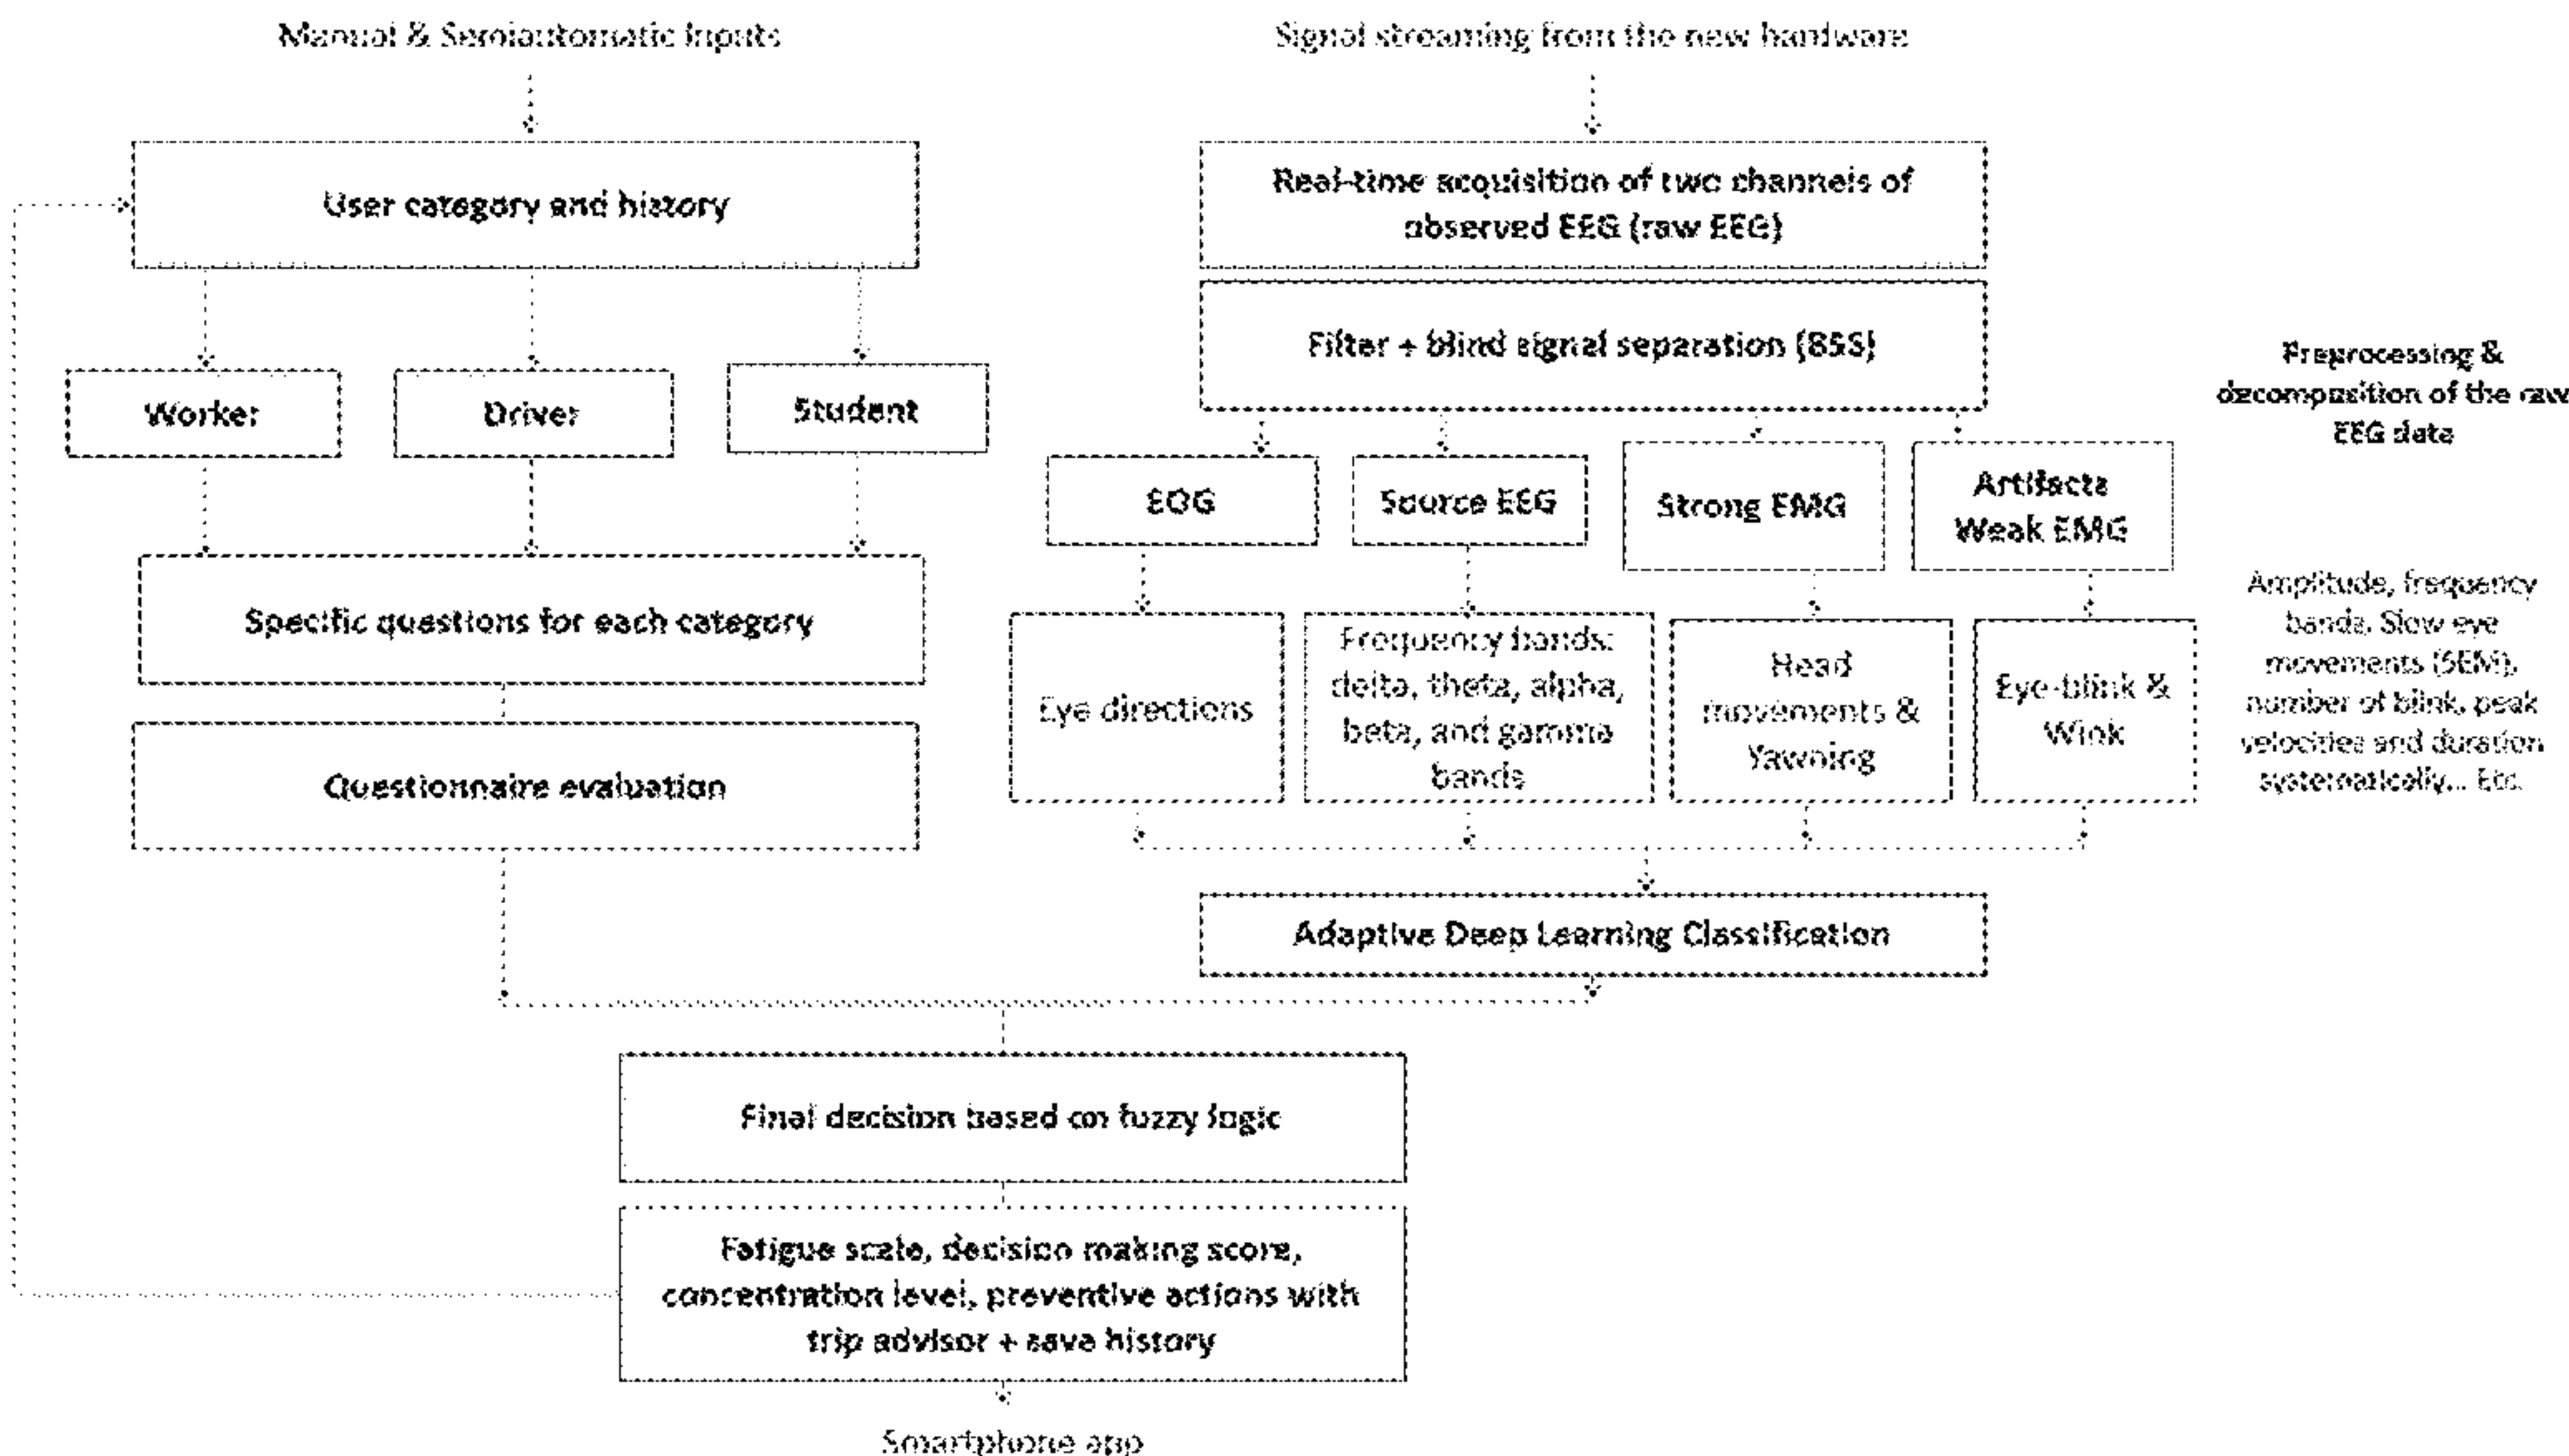 Manual & Semiautomatic Inputs
User category and history
Worker
Driver
Student
Specific questions for each category
Questionnaire evaluation
Signal streaming from the new hardware
Real-time acquisition of two channels of
observed EEG (raw EEG)
Filter + blind signal separation (BSS)
EOG
Source EEG
Strong EMG
Artifacts
Weak EMG
Eye directions
Frequency bands:
delta, theta, alpha,
beta, and gamma
bands
Head
movements &
Yawning
Eye-blink &
Wink
Preprocessing &
decomposition of the raw
EEG data
Amplitude, frequency
bands, Slow eye
movements (SEM),
number of blink, peak
velocities and duration
systematically... Etc.
Adaptive Deep Learning Classification
Final decision based on fuzzy logic
Fatigue scale, decision making score,
concentration level, preventive actions with
trip advisor + save history
Smartphone app